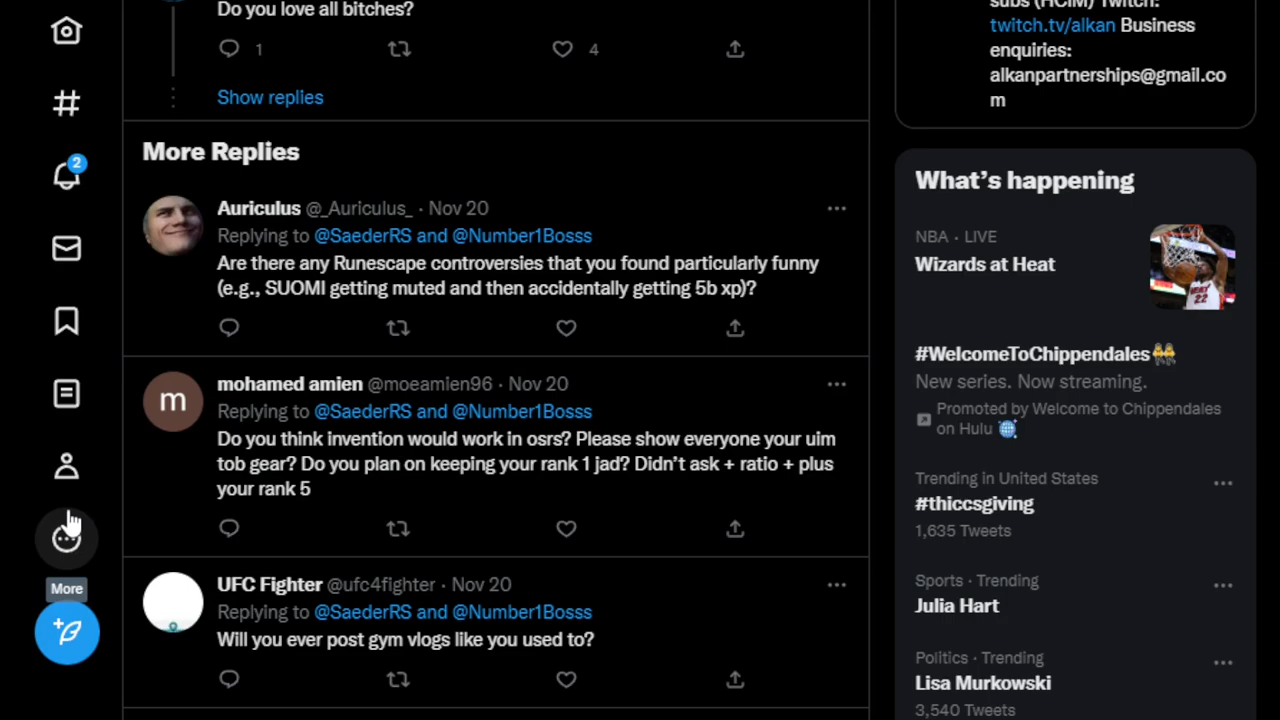 Do you love all bitches?
1
4
Show replies
More Replies
Auriculus @_Auriculus_ · Nov 20
Replying to @SaederRS and @Number1Bosss
Are there any Runescape controversies that you found particularly funny
(e.g., SUOMI getting muted and then accidentally getting 5b xp)?
m
mohamed amien @moeamien96 · Nov 20
Replying to @SaederRS and @Number1Bosss
Do you think invention would work in osrs? Please show everyone your uim
tob gear? Do you plan on keeping your rank 1 jad? Didn't ask + ratio + plus
your rank 5
UFC Fighter @ufc4fighter · Nov 20
Replying to @SaederRS and @Number1Bosss
Will you ever post gym vlogs like you used to?
2
More
subs (HCIM) Twitch:
twitch.tv/alkan Business
enquiries:
alkanpartnerships@gmail.co
m
What's happening
NBA · LIVE
Wizards at Heat
HEAT
22
#WelcomeToChippendales
New series. Now streaming.
Promoted by Welcome to Chippendales
on Hulu
Trending in United States
#thiccsgiving
1,635 Tweets
Sports · Trending
Julia Hart
Politics · Trending
Lisa Murkowski
3,540 Tweets